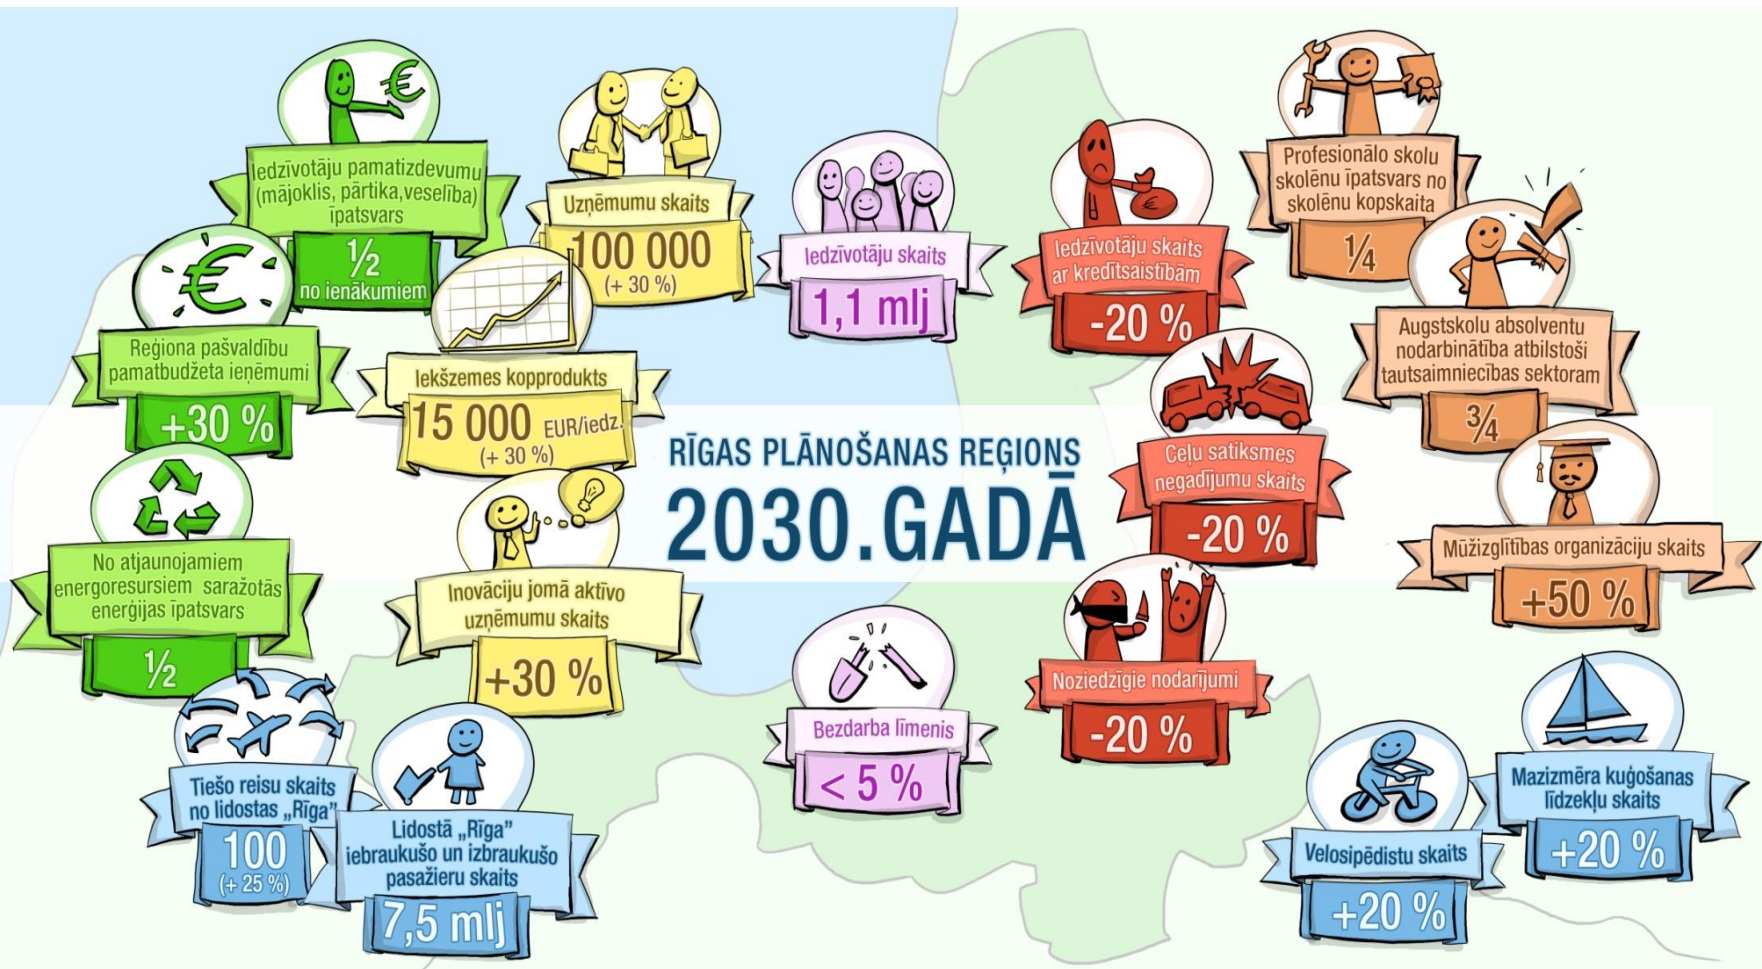 Iedzīvotāju pamatizdevumu
(mājoklis, pārtika,veselība)
īpatsvars
½
no ienākumiem
Uzņēmumu skaits
100 000
(+ 30 %)
Iedzīvotāju skaits
1,1 mlj
Iedzīvotāju skaits
ar kredītsaistībām
-20 %
Profesionālo skolu
skolēnu īpatsvars no
skolēnu kopskaita
¼
Reģiona pašvaldību
pamatbudžeta ieņēmumi
+30 %
Iekšzemes kopprodukts
15 000 EUR/iedz.
(+ 30 %)
Augstskolu absolventu
nodarbinātība atbilstoši
tautsaimniecības sektoram
¾
RĪGAS PLĀNOŠANAS REĢIONS
2030.GADĀ
Ceļu satiksmes
negadījumu skaits
-20 %
No atjaunojamiem
energoresursiem saražotās
enerģijas īpatsvars
½
Inovāciju jomā aktīvo
uzņēmumu skaits
+30 %
Mūžizglītības organizāciju skaits
+50 %
Bezdarba līmenis
< 5 %
Noziedzīgie nodarījumi
-20 %
Tiešo reisu skaits
no lidostas „Rīga”
100
(+ 25 %)
Lidostā „Rīga”
iebraukušo un izbraukušo
pasažieru skaits
7,5 mlj
Velosipēdistu skaits
+20 %
Mazizmēra kuģošanas
līdzekļu skaits
+20 %